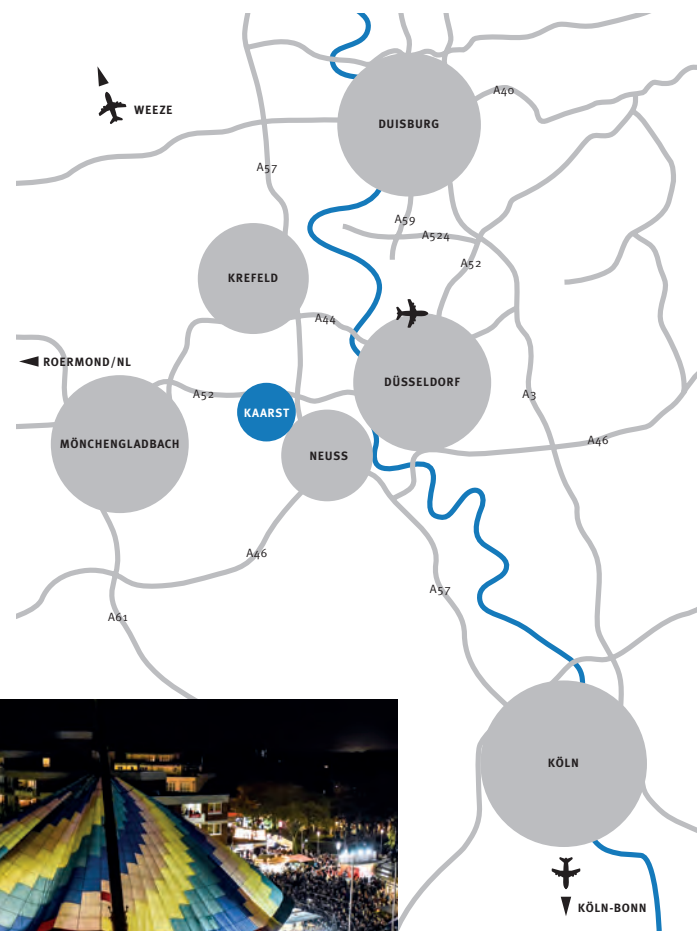 DUISBURG
A40
WEEZE
A57
A59
A524
A52
KREFELD
A44
ROERMOND/NL
DÜSSELDORF
A52
A3
KAARST
MÖNCHENGLADBACH
NEUSS
A46
A46
A57
A61
KÖLN
KÖLN-BONN